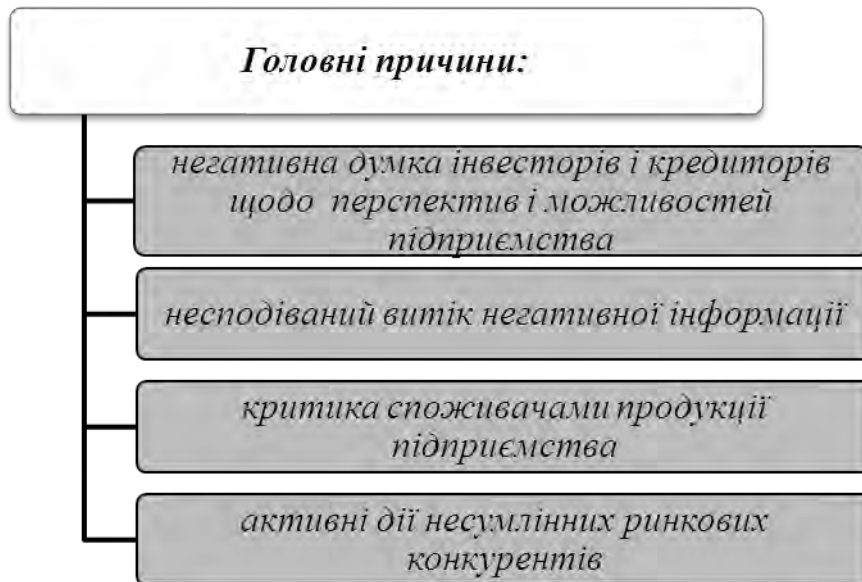 Головні причини:
негативна думка інвесторів і кредиторів
щодо перспектив і можливостей
підприємства
несподіваний витік негативної інформації
критика споживачами продукції
підприємства
активні дії несумлінних ринкових
конкурентів